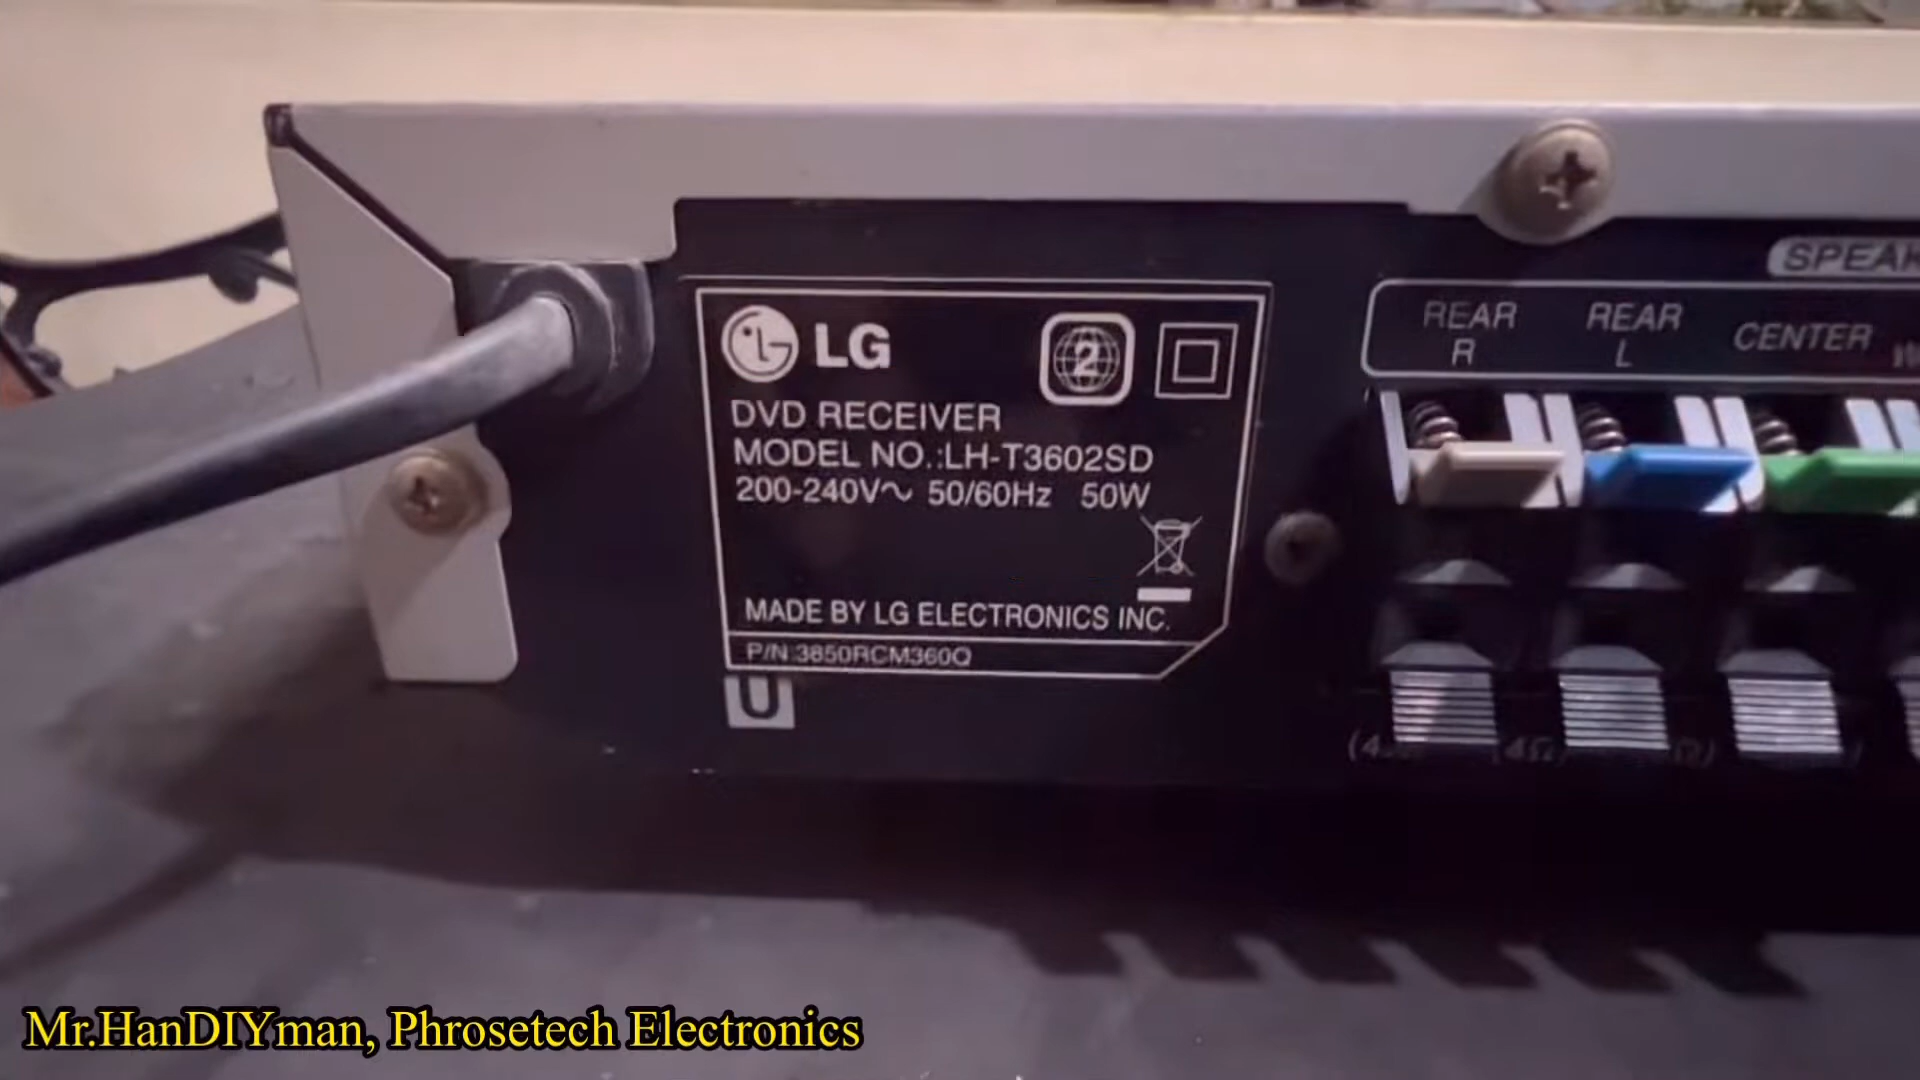 LG
2
DVD RECEIVER
MODEL NO.:LH-T3602SD
200-240V~ 50/60Hz 50W
MADE BY LG ELECTRONICS INC.
P/N:3850RCM360Q
U
REAR R
REAR L
CENTER
Mr.HanDIYman, Phrosetech Electronics